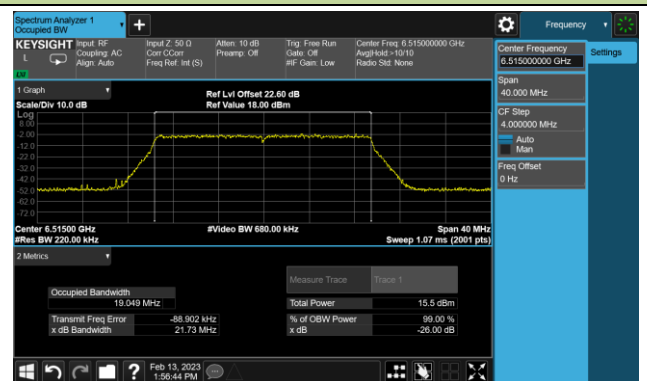 Spectrum Analyzer 1
Occupied BW
Frequency
KEYSIGHT
L
Input: RF
Coupling: AC
Align: Auto
Input Z: 50 Ω
Corr CCorr
Freq Ref: Int (S)
Atten: 10 dB
Preamp: Off
Trig: Free Run
Gate: Off
#IF Gain: Low
Center Freq: 6.515000000 GHz
Avg|Hold:>10/10
Radio Std: None
LXI
Center Frequency
6.515000000 GHz
Settings
Span
40.000 MHz
CF Step
4.000000 MHz
Auto
Man
Freq Offset
0 Hz
1 Graph
Scale/Div 10.0 dB
Ref Lvl Offset 22.60 dB
Ref Value 18.00 dBm
Log
8.00
-2.00
-12.0
-22.0
-32.0
-42.0
-52.0
-62.0
-72.0
Center 6.51500 GHz
#Video BW 680.00 kHz
Span 40 MHz
#Res BW 220.00 kHz
Sweep 1.07 ms (2001 pts)
2 Metrics
Measure Trace Trace 1
Occupied Bandwidth
19.049 MHz
Total Power 15.5 dBm
Transmit Freq Error -88.902 kHz
% of OBW Power 99.00 %
x dB Bandwidth 21.73 MHz
x dB -26.00 dB
?
Feb 13, 2023
1:56:44 PM